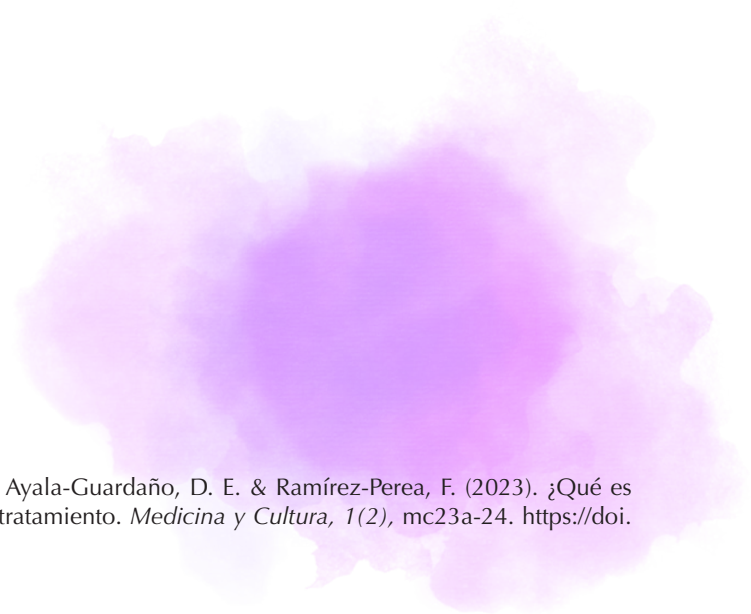 Ayala-Guardaño, D. E. & Ramírez-Perea, F. (2023). ¿Qué es
tratamiento. Medicina y Cultura, 1(2), mc23a-24. https://doi.